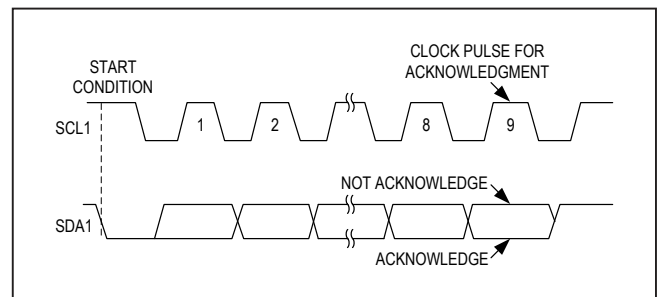 CLOCK PULSE FOR
ACKNOWLEDGMENT
START
CONDITION
SCL1
1
2
8
9
NOT ACKNOWLEDGE
SDA1
ACKNOWLEDGE